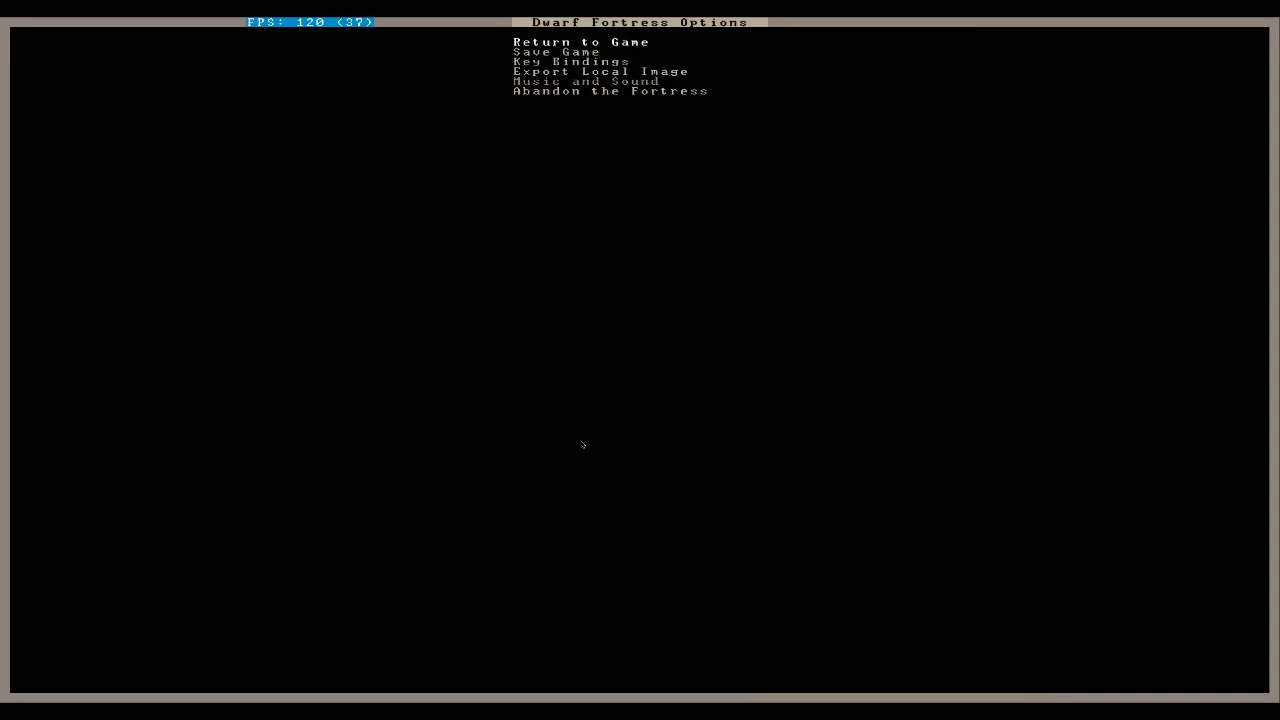 FPS: 120 (37)
Dwarf Fortress Options
Return to Game
Save Game
Key Bindings
Export Local Image
Music and Sound
Abandon the Fortress